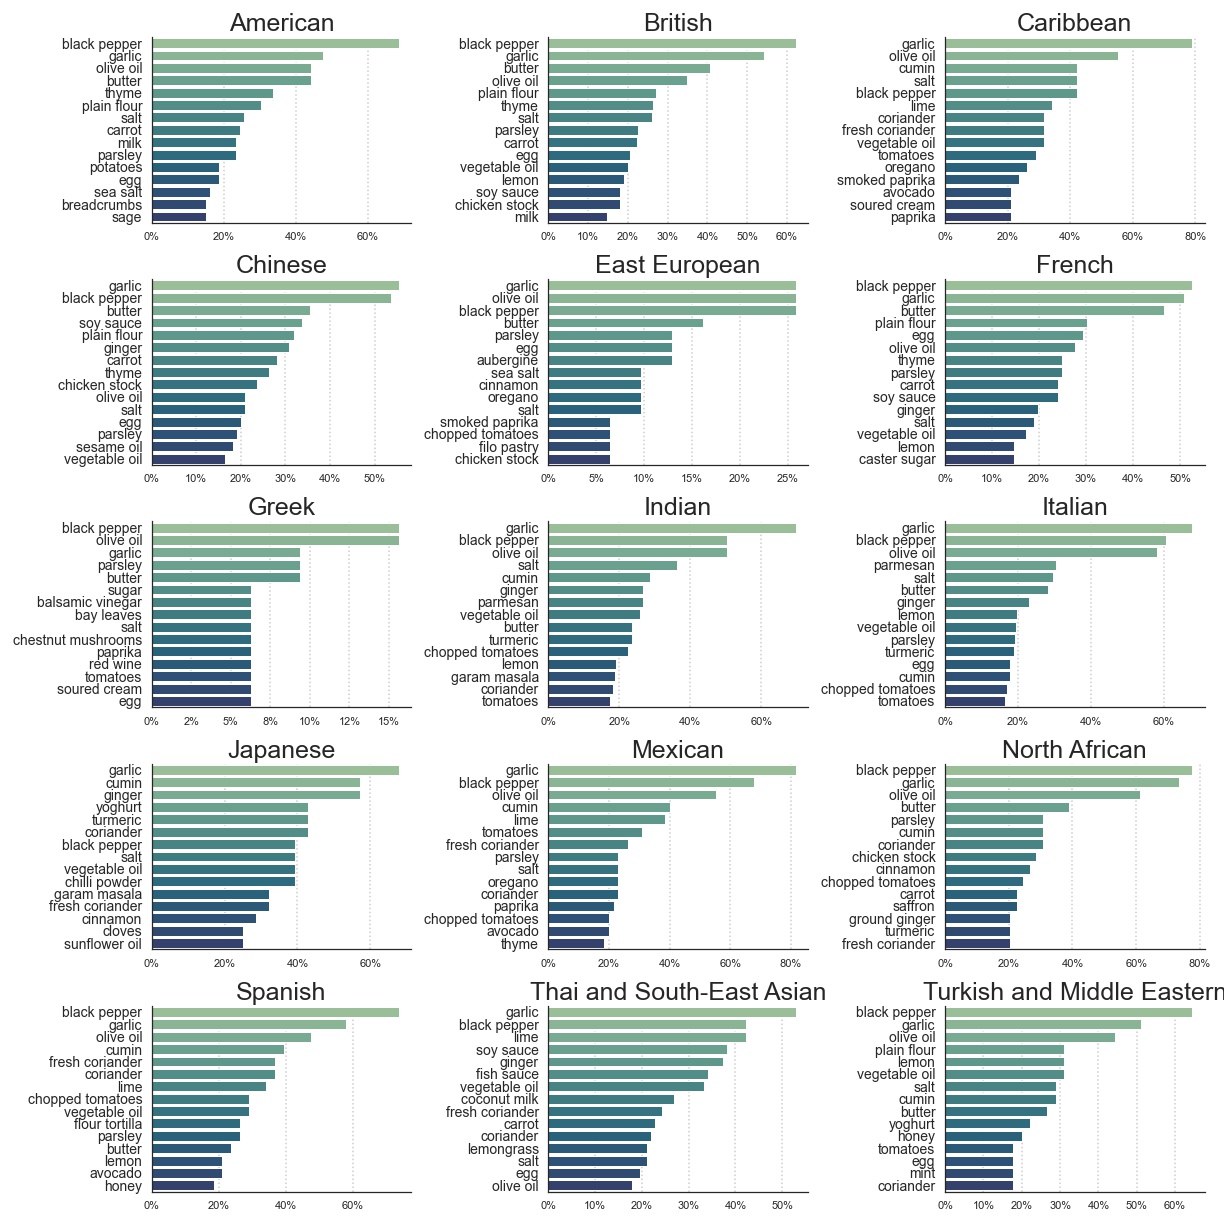 American
black pepper
garlic
olive oil
butter
thyme
plain flour
salt
carrot
milk
parsley
potatoes
egg
sea salt
breadcrumbs
sage
0% 20% 40% 60%
British
black pepper
garlic
butter
olive oil
plain flour
thyme
salt
parsley
carrot
egg
vegetable oil
lemon
soy sauce
chicken stock
milk
0% 10% 20% 30% 40% 50% 60%
Caribbean
garlic
olive oil
cumin
salt
black pepper
lime
coriander
fresh coriander
vegetable oil
tomatoes
oregano
smoked paprika
avocado
soured cream
paprika
0% 20% 40% 60% 80%
Chinese
garlic
black pepper
butter
soy sauce
plain flour
ginger
carrot
thyme
chicken stock
olive oil
salt
egg
parsley
sesame oil
vegetable oil
0% 10% 20% 30% 40% 50%
East European
garlic
olive oil
black pepper
butter
parsley
egg
aubergine
sea salt
cinnamon
oregano
salt
smoked paprika
chopped tomatoes
filo pastry
chicken stock
0% 5% 10% 15% 20% 25%
French
black pepper
garlic
butter
plain flour
egg
olive oil
thyme
parsley
carrot
soy sauce
ginger
salt
vegetable oil
lemon
caster sugar
0% 10% 20% 30% 40% 50%
Greek
black pepper
olive oil
garlic
parsley
butter
sugar
balsamic vinegar
bay leaves
salt
chestnut mushrooms
paprika
red wine
tomatoes
soured cream
egg
0% 2% 5% 8% 10% 12% 15%
Indian
garlic
black pepper
olive oil
salt
cumin
ginger
parmesan
vegetable oil
butter
turmeric
chopped tomatoes
lemon
garam masala
coriander
tomatoes
0% 20% 40% 60%
Italian
garlic
black pepper
olive oil
parmesan
salt
butter
ginger
lemon
vegetable oil
parsley
turmeric
egg
cumin
chopped tomatoes
tomatoes
0% 20% 40% 60%
Japanese
garlic
cumin
ginger
yoghurt
turmeric
coriander
black pepper
salt
vegetable oil
chilli powder
garam masala
fresh coriander
cinnamon
cloves
sunflower oil
0% 20% 40% 60%
Mexican
garlic
black pepper
olive oil
cumin
lime
tomatoes
fresh coriander
parsley
salt
oregano
coriander
paprika
chopped tomatoes
avocado
thyme
0% 20% 40% 60% 80%
North African
black pepper
garlic
olive oil
butter
parsley
cumin
coriander
chicken stock
cinnamon
chopped tomatoes
carrot
saffron
ground ginger
turmeric
fresh coriander
0% 20% 40% 60% 80%
Spanish
black pepper
garlic
olive oil
cumin
fresh coriander
coriander
lime
chopped tomatoes
vegetable oil
flour tortilla
parsley
butter
lemon
avocado
honey
0% 20% 40% 60%
Thai and South-East Asian
garlic
black pepper
lime
soy sauce
ginger
fish sauce
vegetable oil
coconut milk
fresh coriander
carrot
coriander
lemongrass
salt
egg
olive oil
0% 10% 20% 30% 40% 50%
Turkish and Middle Eastern
black pepper
garlic
olive oil
plain flour
lemon
vegetable oil
salt
cumin
butter
yoghurt
honey
tomatoes
egg
mint
coriander
0% 10% 20% 30% 40% 50% 60%